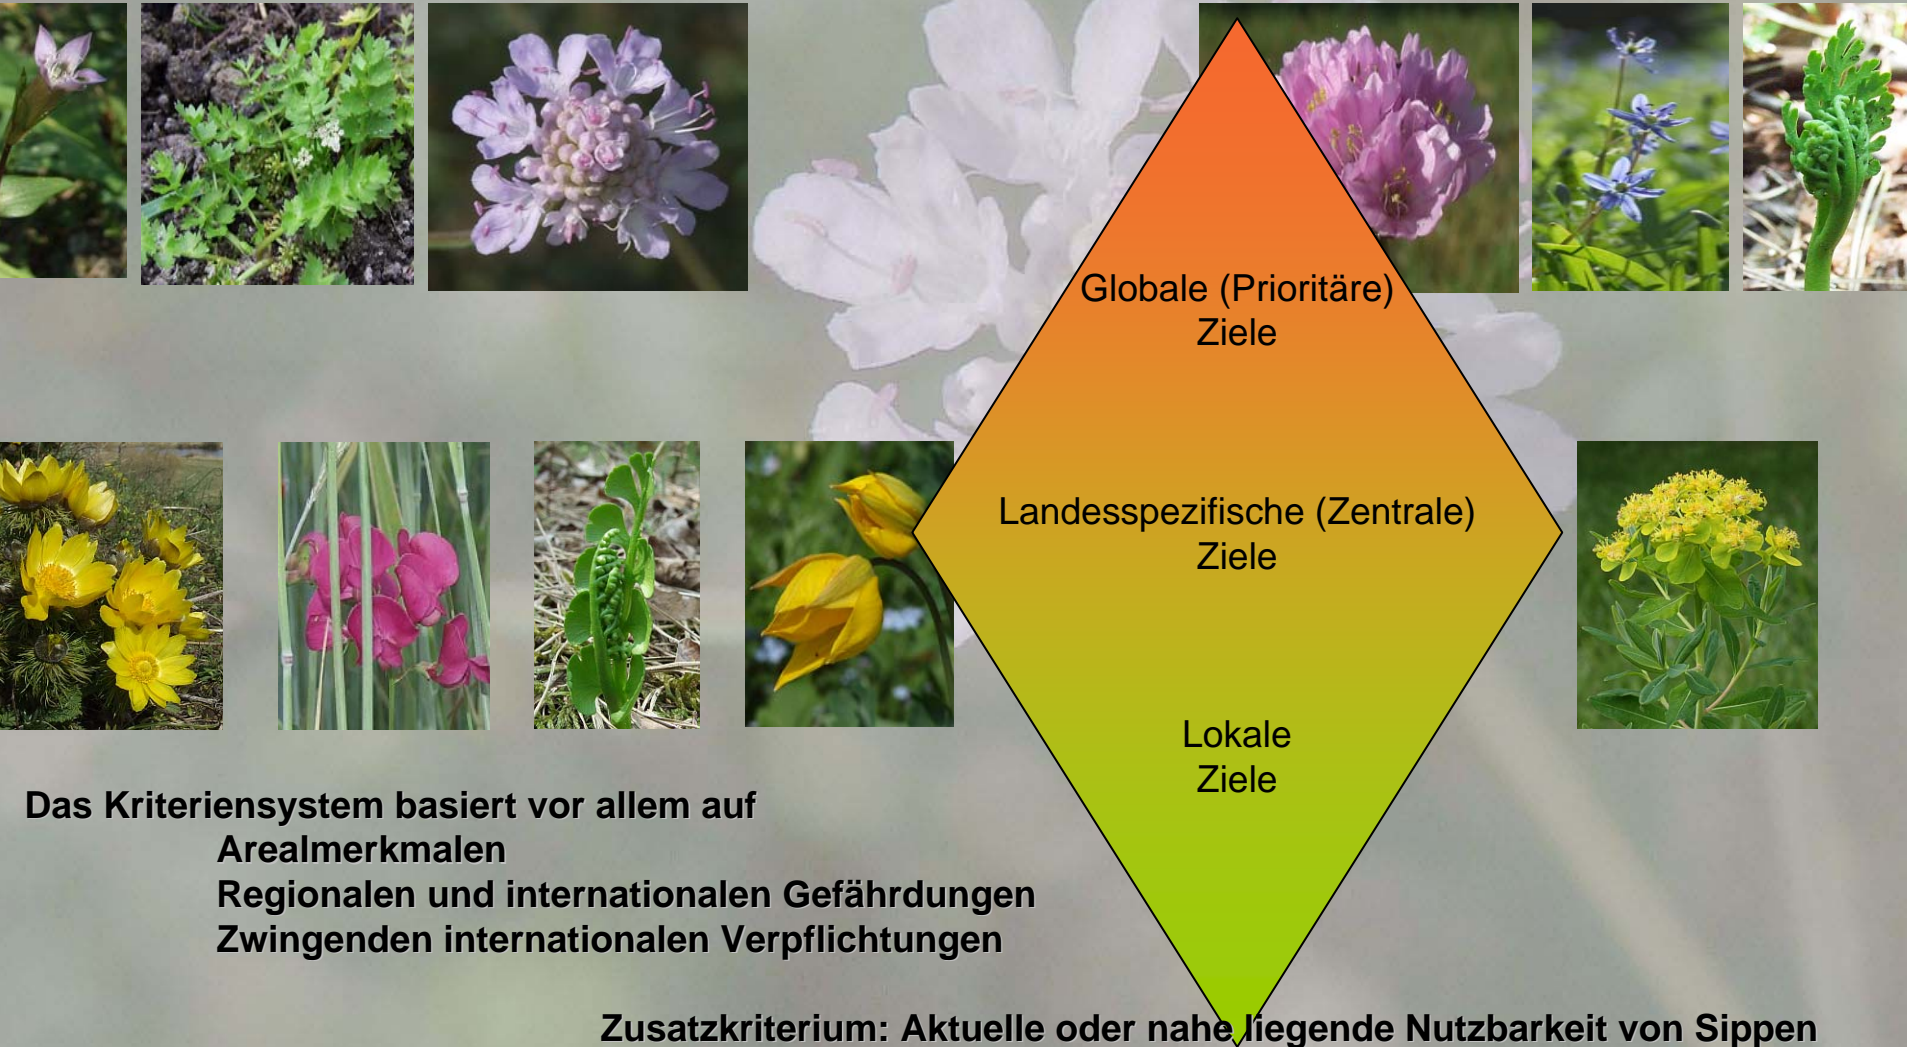 Globale (Prioritäre)
Ziele
Landesspezifische (Zentrale)
Ziele
Lokale
Ziele
Das Kriteriensystem basiert vor allem auf
Arealmerkmalen
Regionalen und internationalen Gefährdungen
Zwingenden internationalen Verpflichtungen
Zusatzkriterium: Aktuelle oder nahe liegende Nutzbarkeit von Sippen